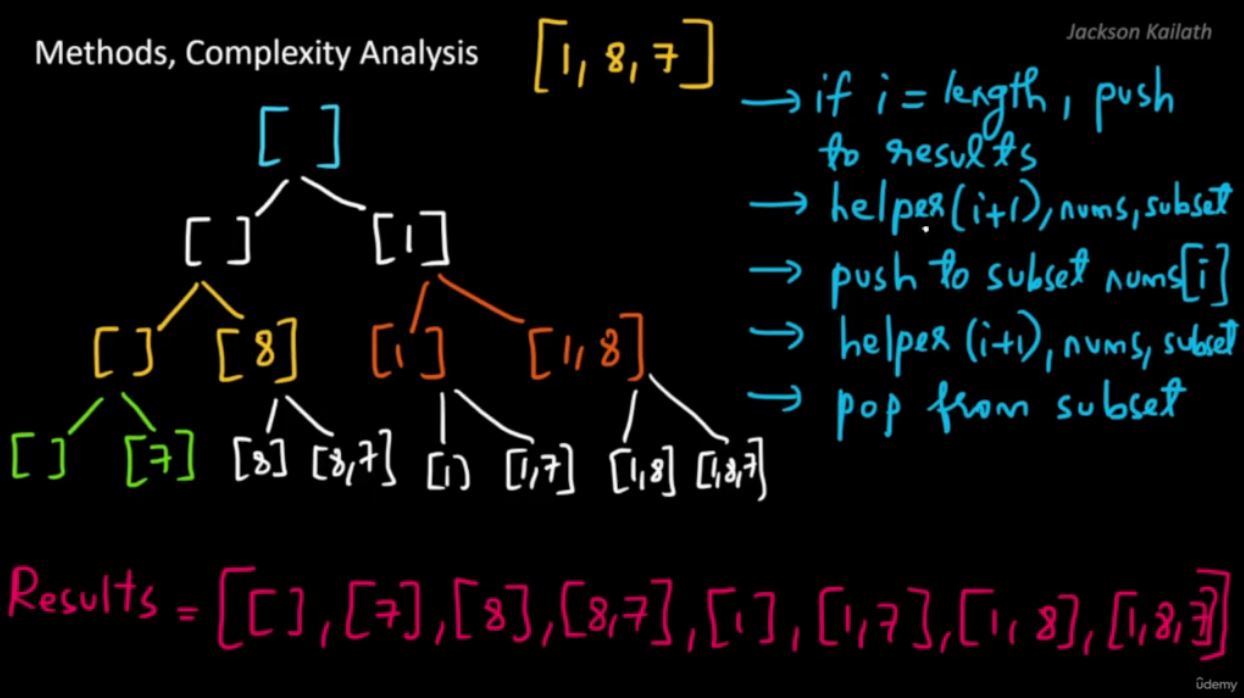 Methods, Complexity Analysis
[1, 8, 7]
Jackson Kailath
→ if i = length, push
to results
→ helper(i+1), nums, subset
→ push to subset nums[i]
→ helper (i+1), nums, subset
→ pop from subset
[ ]
[ ] [1]
[ ] [8] [1] [1,8]
[ ] [7] [8] [8,7] [1] [1,7] [1,8] [1,8,7]
Results = [[ ], [7], [8], [8,7], [1], [1,7], [1,8], [1,8,7]]
ûdemy